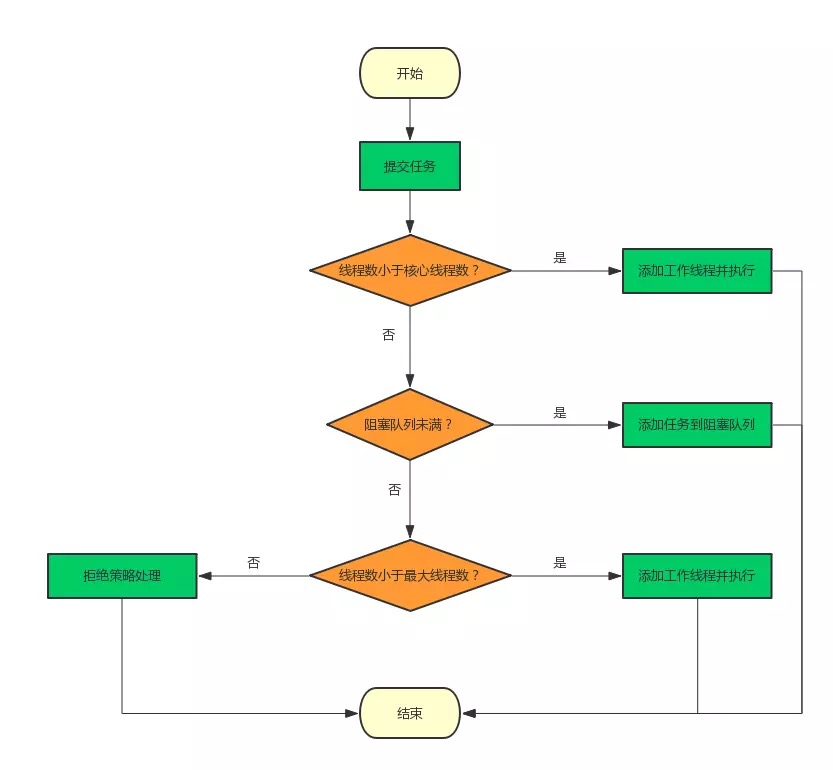 开始
提交任务
线程数小于核心线程数？
是
添加工作线程并执行
否
阻塞队列未满？
是
添加任务到阻塞队列
否
拒绝策略处理
否
线程数小于最大线程数？
是
添加工作线程并执行
结束